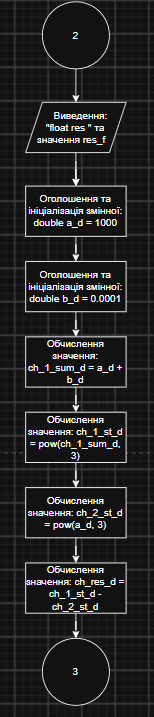 2
Виведення:
"float res " та
значення res_f
Оголошення та
ініціалізація змінної:
double a_d = 1000
Оголошення та
ініціалізація змінної:
double b_d = 0.0001
Обчислення
значення:
ch_1_sum_d = a_d +
b_d
Обчислення
значення: ch_1_st_d
= pow(ch_1_sum_d,
3)
Обчислення
значення: ch_2_st_d
= pow(a_d, 3)
Обчислення
значення: ch_res_d =
ch_1_st_d -
ch_2_st_d
3